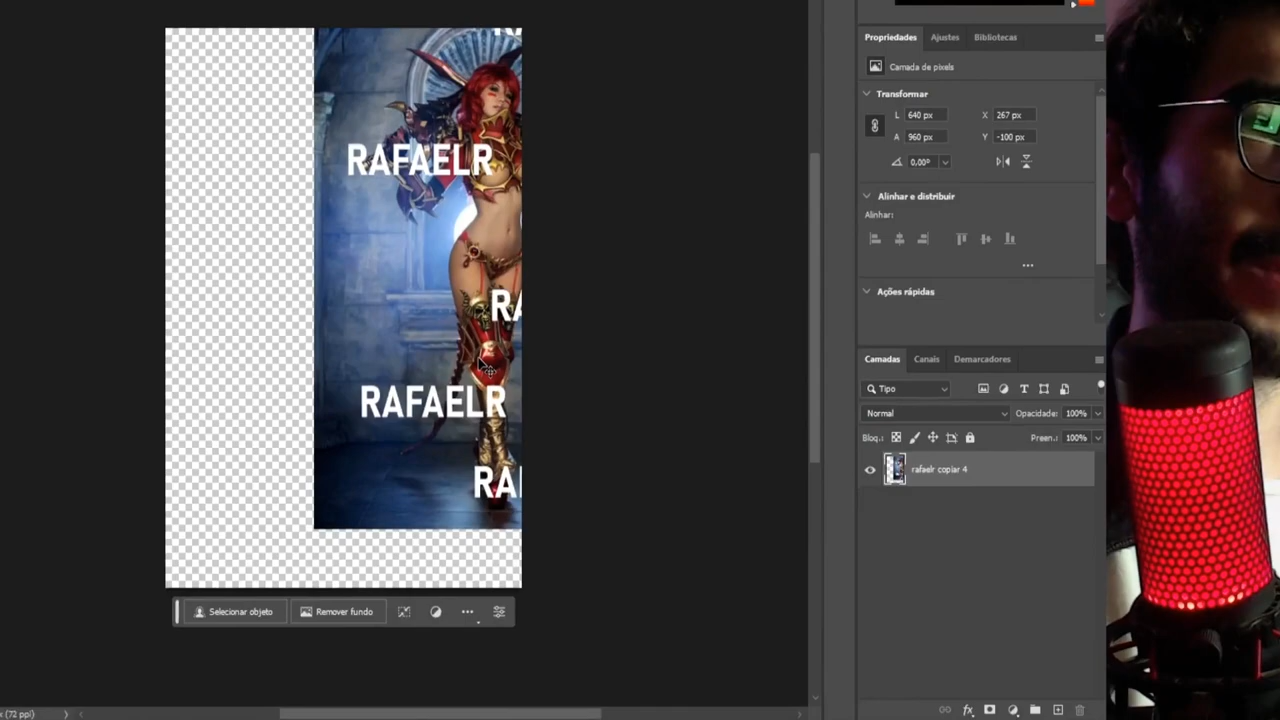 RAFAELR
RA
RAFAELR
RAF
Selecionar objeto
Remover fundo
(72 ppi)
Propriedades
Ajustes
Bibliotecas
Camada de pixels
Transformar
L 640 px
X 267 px
A 960 px
Y -100 px
0,00º
Alinhar e distribuir
Alinhar:
Ações rápidas
Camadas
Canais
Demarcadores
Tipo
Normal
Opacidade: 100%
Bloq.:
Preen.: 100%
rafaelr copiar 4